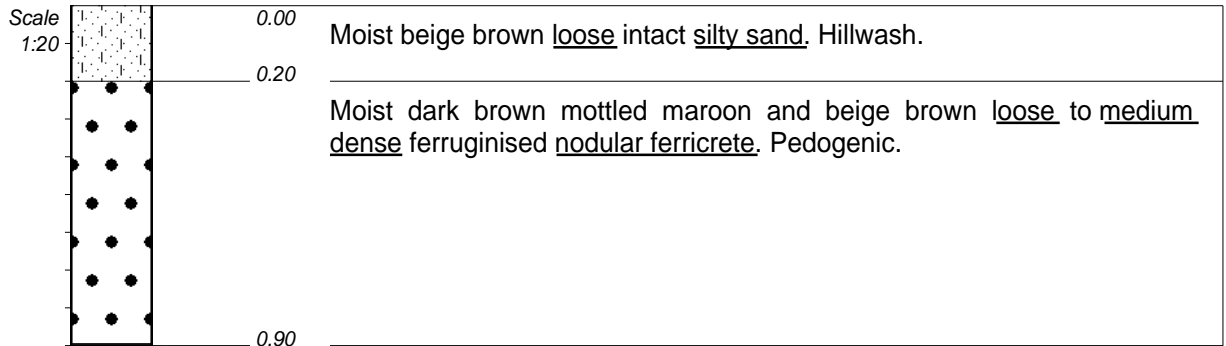 Scale
1:20
0.00
Moist beige brown loose intact silty sand. Hillwash.
0.20
Moist dark brown mottled maroon and beige brown loose to medium
dense ferruginised nodular ferricrete. Pedogenic.
0.90